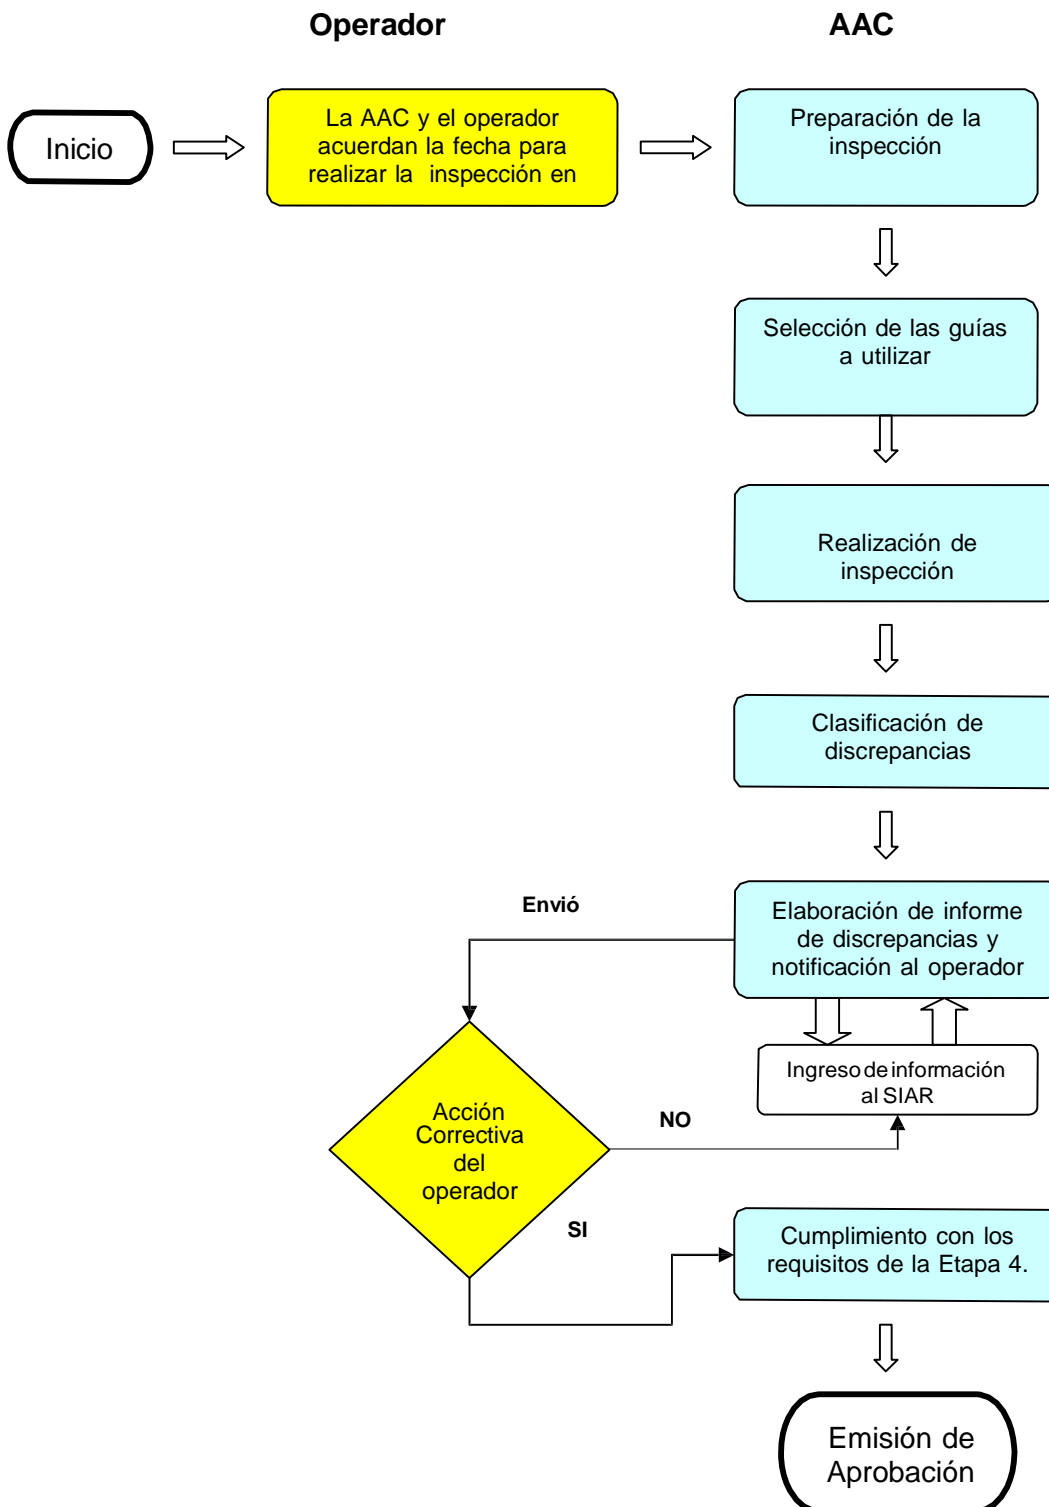 Operador
AAC
Inicio
La AAC y el operador
acuerdan la fecha para
realizar la inspección en
Preparación de la
inspección
Selección de las guías
a utilizar
Realización de
inspección
Clasificación de
discrepancias
Envió
Elaboración de informe
de discrepancias y
notificación al operador
Ingreso de información
al SIAR
Acción
Correctiva
del
operador
NO
SI
Cumplimiento con los
requisitos de la Etapa 4.
Emisión de
Aprobación